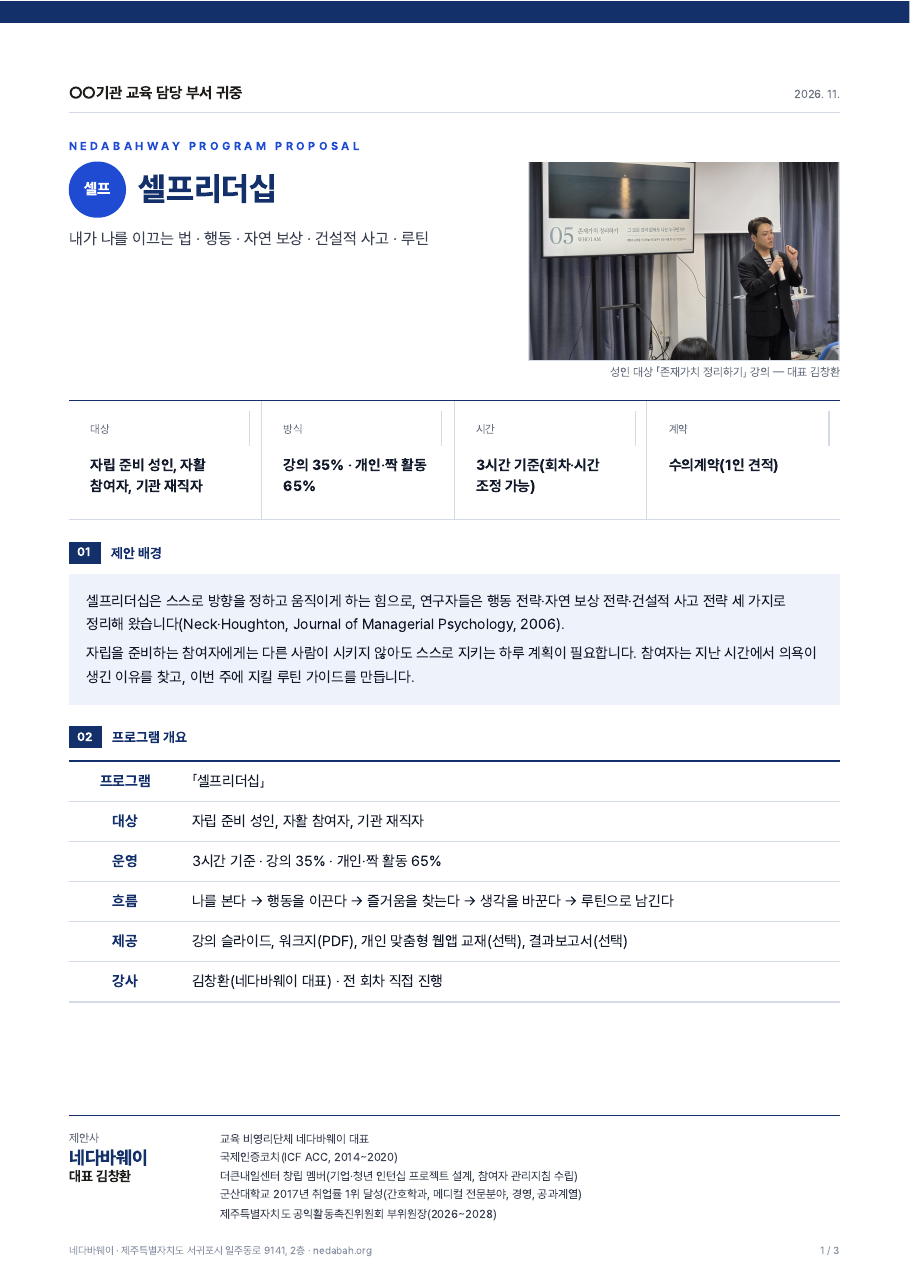 OO기관 교육 담당 부서 귀중
2026. 11.
NEDABAHWAY PROGRAM PROPOSAL
셀프
셀프리더십
내가 나를 이끄는 법 · 행동 · 자연 보상 · 건설적 사고 · 루틴
05 존재가치 정리하기
WHO I AM
성인 대상 「존재가치 정리하기」 강의 — 대표 김창환
대상
자립 준비 성인, 자활
참여자, 기관 재직자
방식
강의 35% · 개인·짝 활동
65%
시간
3시간 기준(회차·시간
조정 가능)
계약
수의계약(1인 견적)
01 제안 배경
셀프리더십은 스스로 방향을 정하고 움직이게 하는 힘으로, 연구자들은 행동 전략·자연 보상 전략·건설적 사고 전략 세 가지로
정리해 왔습니다(Neck·Houghton, Journal of Managerial Psychology, 2006).
자립을 준비하는 참여자에게는 다른 사람이 시키지 않아도 스스로 지키는 하루 계획이 필요합니다. 참여자는 지난 시간에서 의욕이
생긴 이유를 찾고, 이번 주에 지킬 루틴 가이드를 만듭니다.
02 프로그램 개요
프로그램 「셀프리더십」
대상 자립 준비 성인, 자활 참여자, 기관 재직자
운영 3시간 기준 · 강의 35% · 개인·짝 활동 65%
흐름 나를 본다 → 행동을 이끈다 → 즐거움을 찾는다 → 생각을 바꾼다 → 루틴으로 남긴다
제공 강의 슬라이드, 워크지(PDF), 개인 맞춤형 웹앱 교재(선택), 결과보고서(선택)
강사 김창환(네다바웨이 대표) · 전 회차 직접 진행
제안사
네다바웨이
대표 김창환
교육 비영리단체 네다바웨이 대표
국제인증코치(ICF ACC, 2014~2020)
더큰내일센터 창립 멤버(기업·청년 인턴십 프로젝트 설계, 참여자 관리지침 수립)
군산대학교 2017년 취업률 1위 달성(간호학과, 메디컬 전문분야, 경영, 공과계열)
제주특별자치도 공익활동촉진위원회 부위원장(2026~2028)
네다바웨이 · 제주특별자치도 서귀포시 일주동로 9141, 2층 · nedabah.org
1 / 3